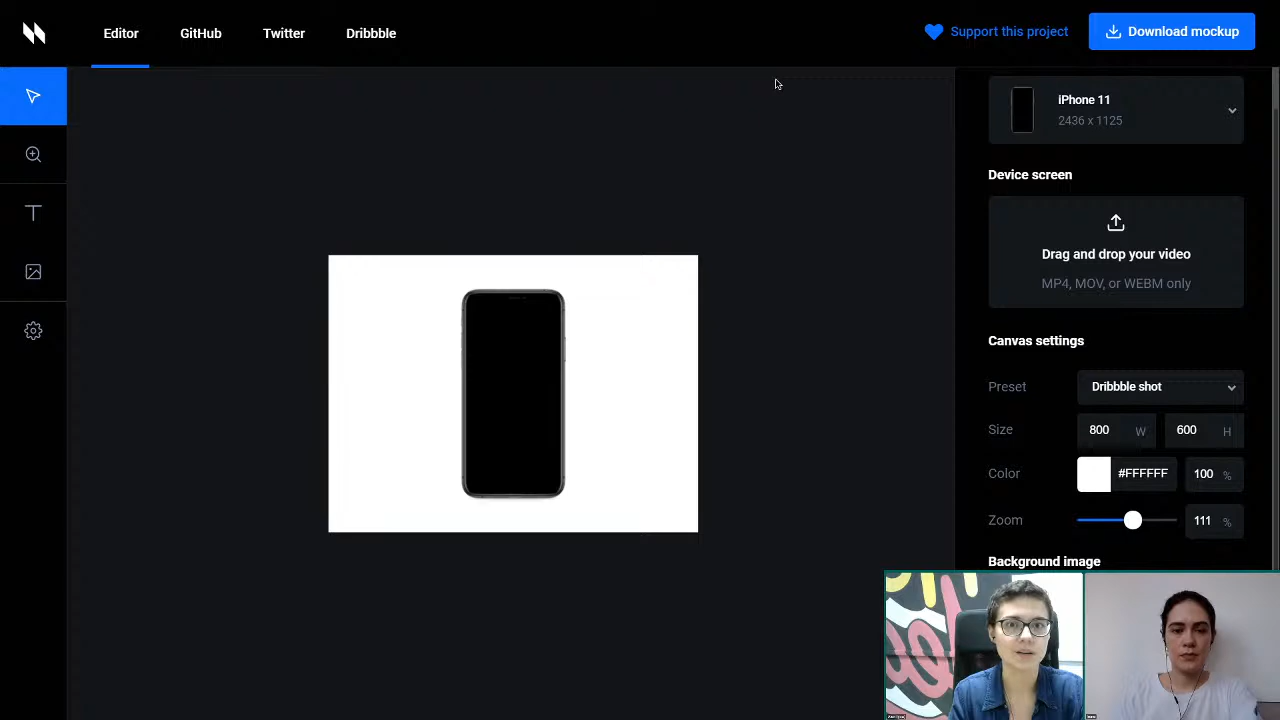 Editor
GitHub
Twitter
Dribbble
Support this project
Download mockup
iPhone 11
2436 x 1125
Device screen
Drag and drop your video
MP4, MOV, or WEBM only
Canvas settings
Preset
Dribbble shot
Size
800 W
600 H
Color
#FFFFFF
100 %
Zoom
111 %
Background image